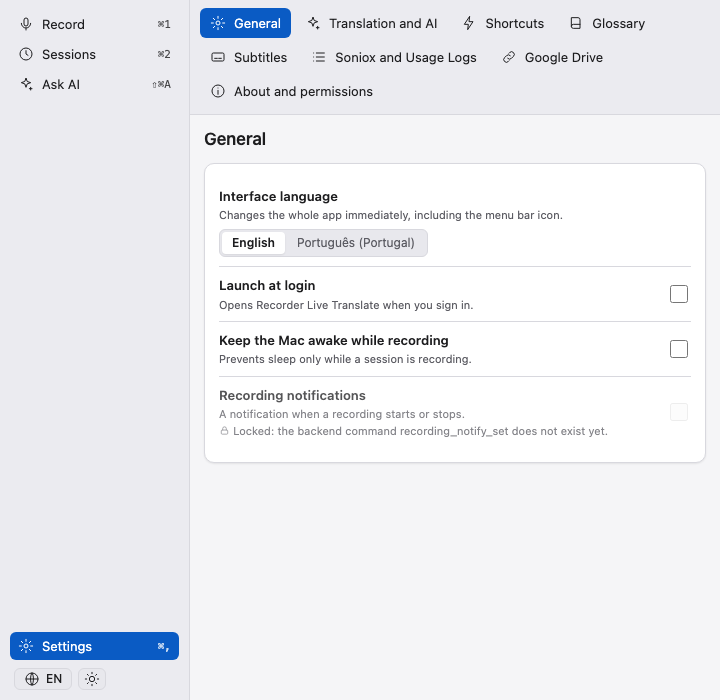 Record ⌘1
Sessions ⌘2
Ask AI ⇧⌘A
General Translation and AI Shortcuts Glossary
Subtitles Soniox and Usage Logs Google Drive
About and permissions
General
Interface language
Changes the whole app immediately, including the menu bar icon.
English Português (Portugal)
Launch at login
Opens Recorder Live Translate when you sign in.
Keep the Mac awake while recording
Prevents sleep only while a session is recording.
Recording notifications
A notification when a recording starts or stops.
Locked: the backend command recording_notify_set does not exist yet.
Settings ⌘,
EN